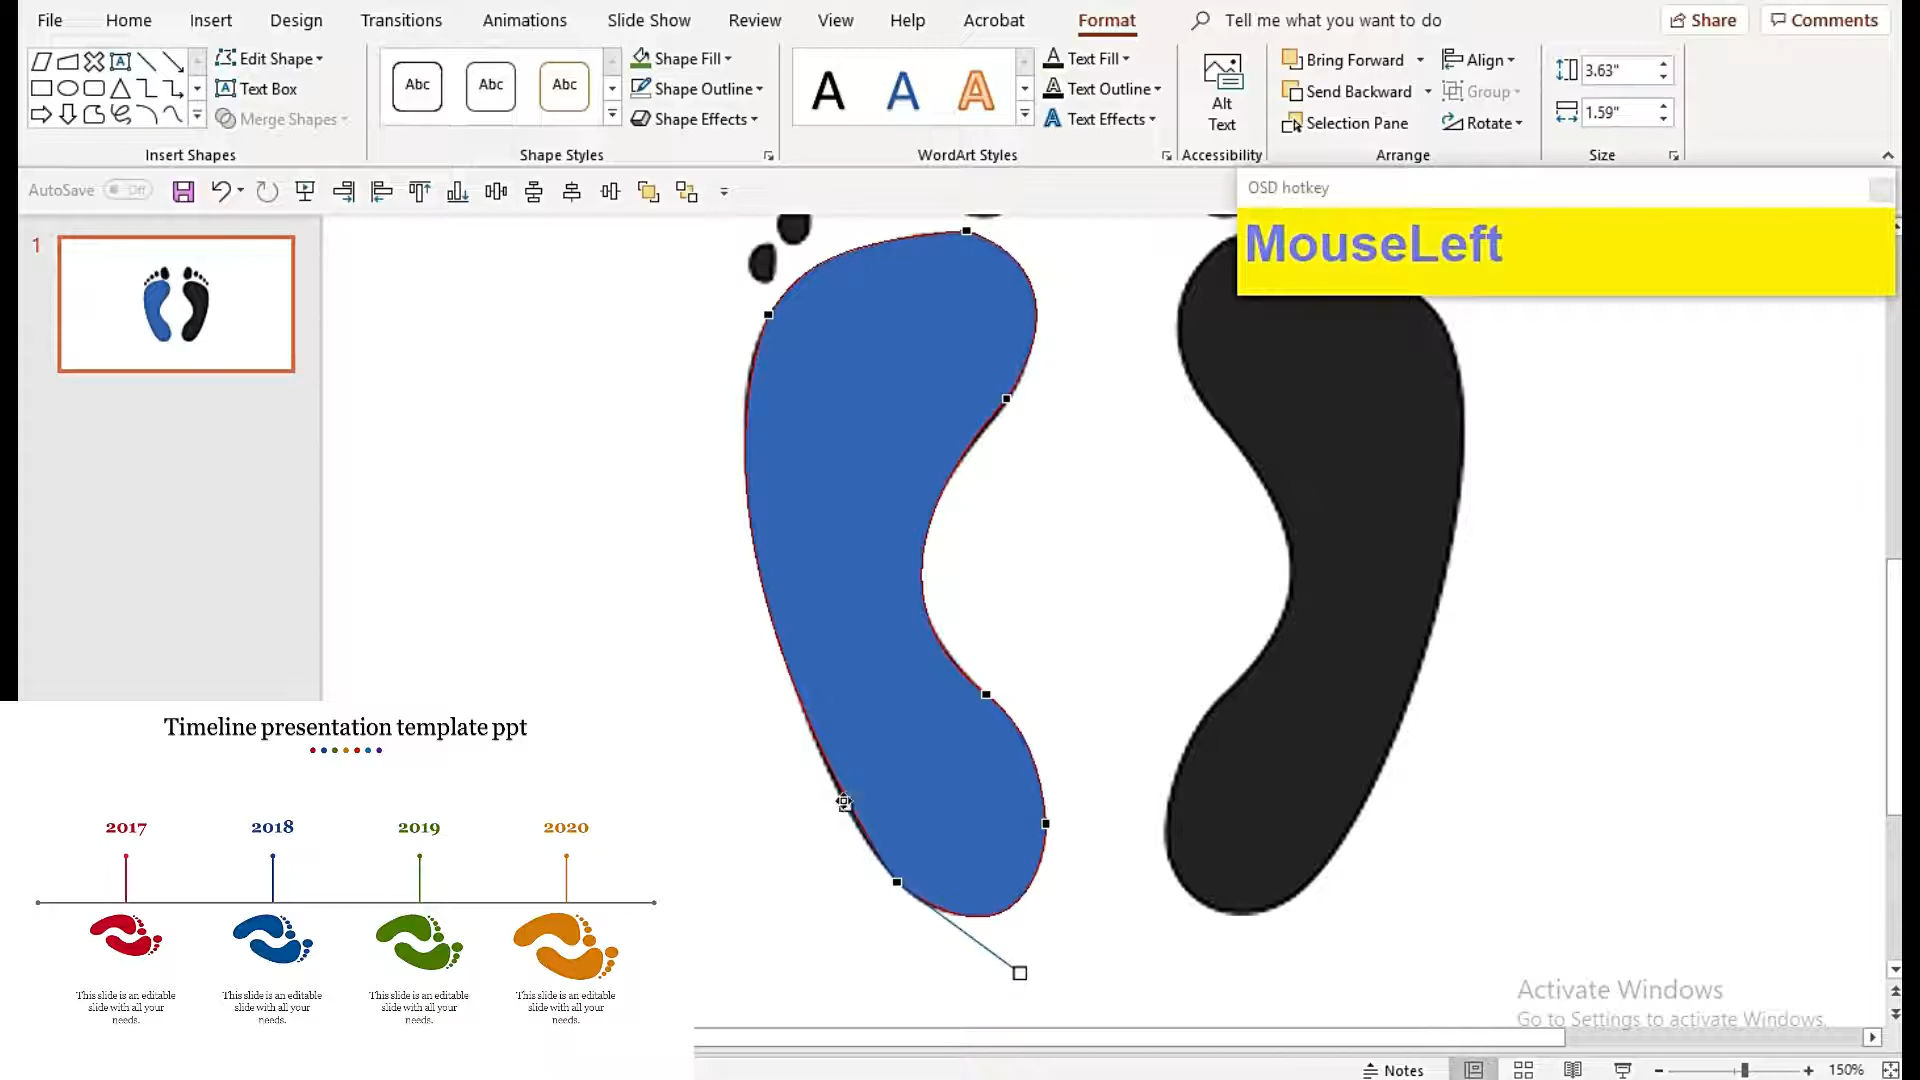 File Home Insert Design Transitions Animations Slide Show Review View Help Acrobat Format Tell me what you want to do Share Comments
Edit Shape
Text Box
Merge Shapes
Insert Shapes
Abc Abc Abc
Shape Fill
Shape Outline
Shape Effects
Shape Styles
A A A
Text Fill
Text Outline
Text Effects
WordArt Styles
Alt
Text
Accessibility
Bring Forward
Send Backward
Selection Pane
Align
Group
Rotate
Arrange
3.63"
1.59"
Size
AutoSave Off
OSD hotkey
MouseLeft
1
Timeline presentation template ppt
2017 2018 2019 2020
This slide is an editable
slide with all your
needs.
This slide is an editable
slide with all your
needs.
This slide is an editable
slide with all your
needs.
This slide is an editable
slide with all your
needs.
Activate Windows
Go to Settings to activate Windows.
Notes 150%